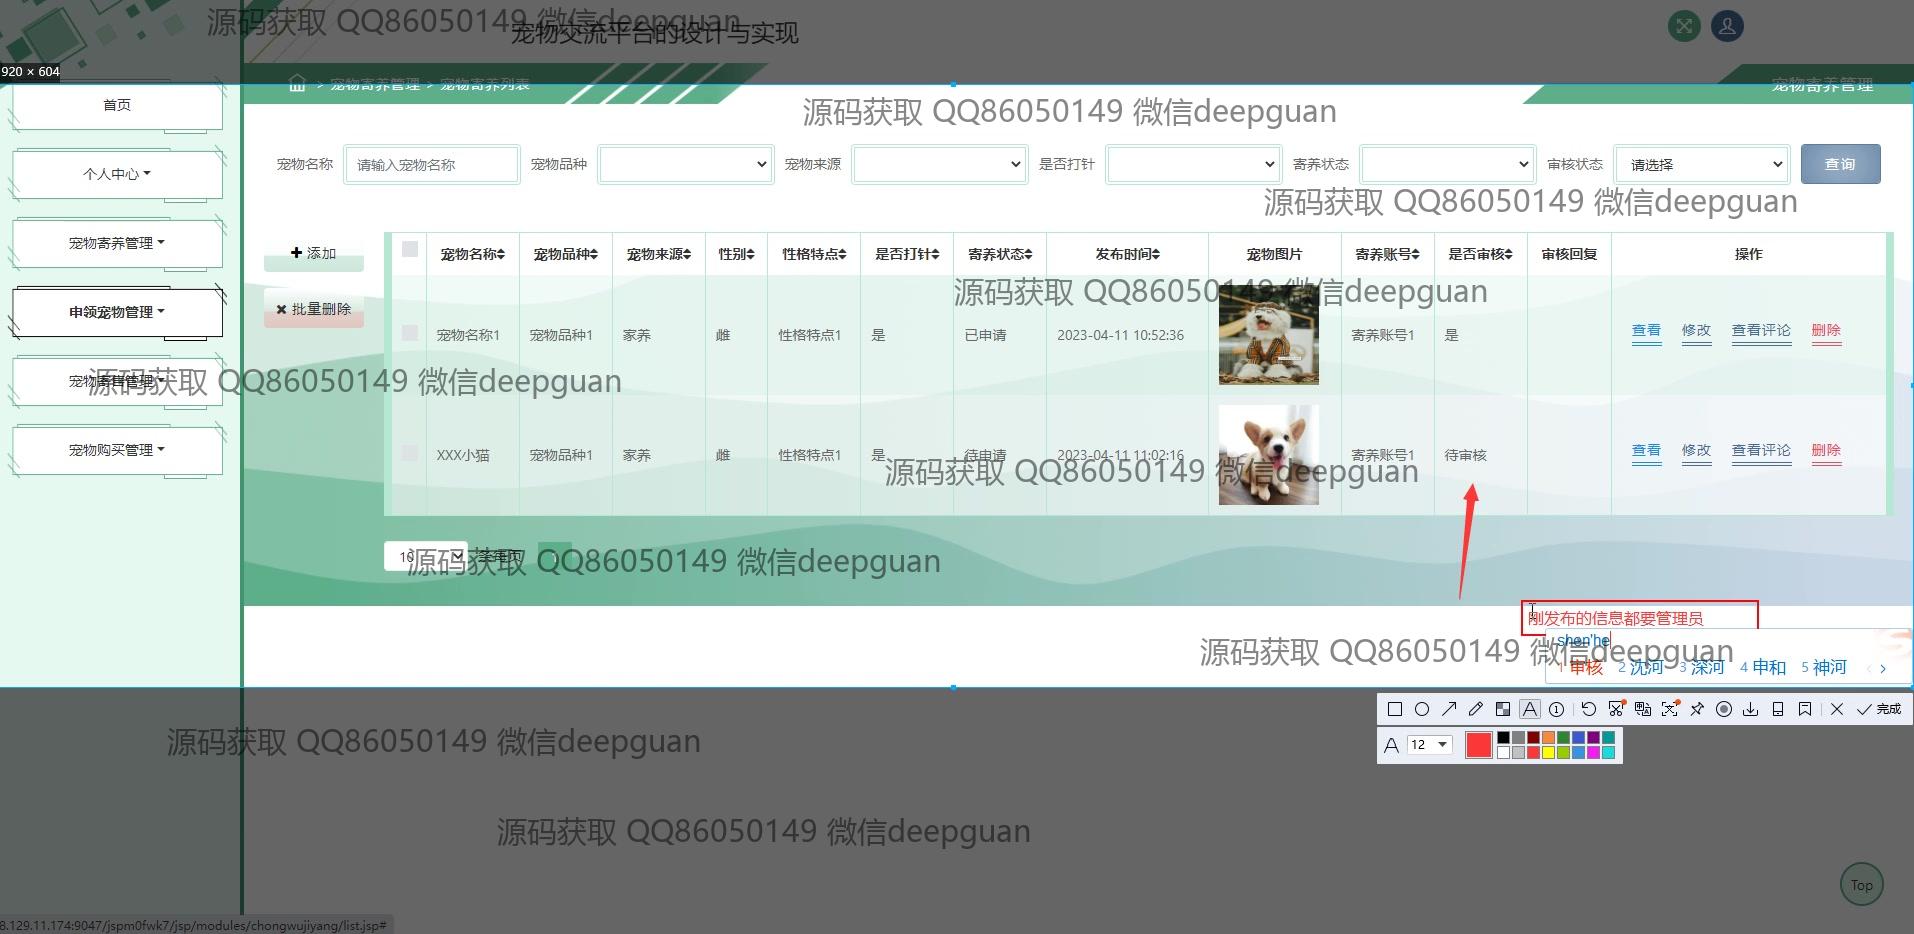 源码获取 QQ86050149 微信deepguan
宠物交流平台的设计与实现
920 × 604
> 宠物寄养管理 > 宠物寄养列表
宠物寄养管理
首页
个人中心
宠物寄养管理
申领宠物管理
宠物寄售管理
宠物购买管理
源码获取 QQ86050149 微信deepguan
宠物名称 请输入宠物名称 宠物品种 宠物来源 是否打针 寄养状态 审核状态 请选择 查询
源码获取 QQ86050149 微信deepguan
添加
批量删除
宠物名称 宠物品种 宠物来源 性别 性格特点 是否打针 寄养状态 发布时间 宠物图片 寄养账号 是否审核 审核回复 操作
源码获取 QQ86050149 微信deepguan
宠物名称1 宠物品种1 家养 雌 性格特点1 是 已申请 2023-04-11 10:52:36 寄养账号1 是 查看 修改 查看评论 删除
源码获取 QQ86050149 微信deepguan
XXX小猫 宠物品种1 家养 雌 性格特点1 是 待申请 2023-04-11 11:02:16 寄养账号1 待审核 查看 修改 查看评论 删除
源码获取 QQ86050149 微信deepguan
10 条每页 1
源码获取 QQ86050149 微信deepguan
刚发布的信息都要管理员
shen'he
1 审核 2 沈河 3 深河 4 申和 5 神河
源码获取 QQ86050149 微信deepguan
完成
A 12
源码获取 QQ86050149 微信deepguan
源码获取 QQ86050149 微信deepguan
Top
8.129.11.174:9047/jspm0fwk7/jsp/modules/chongwujiyang/list.jsp#